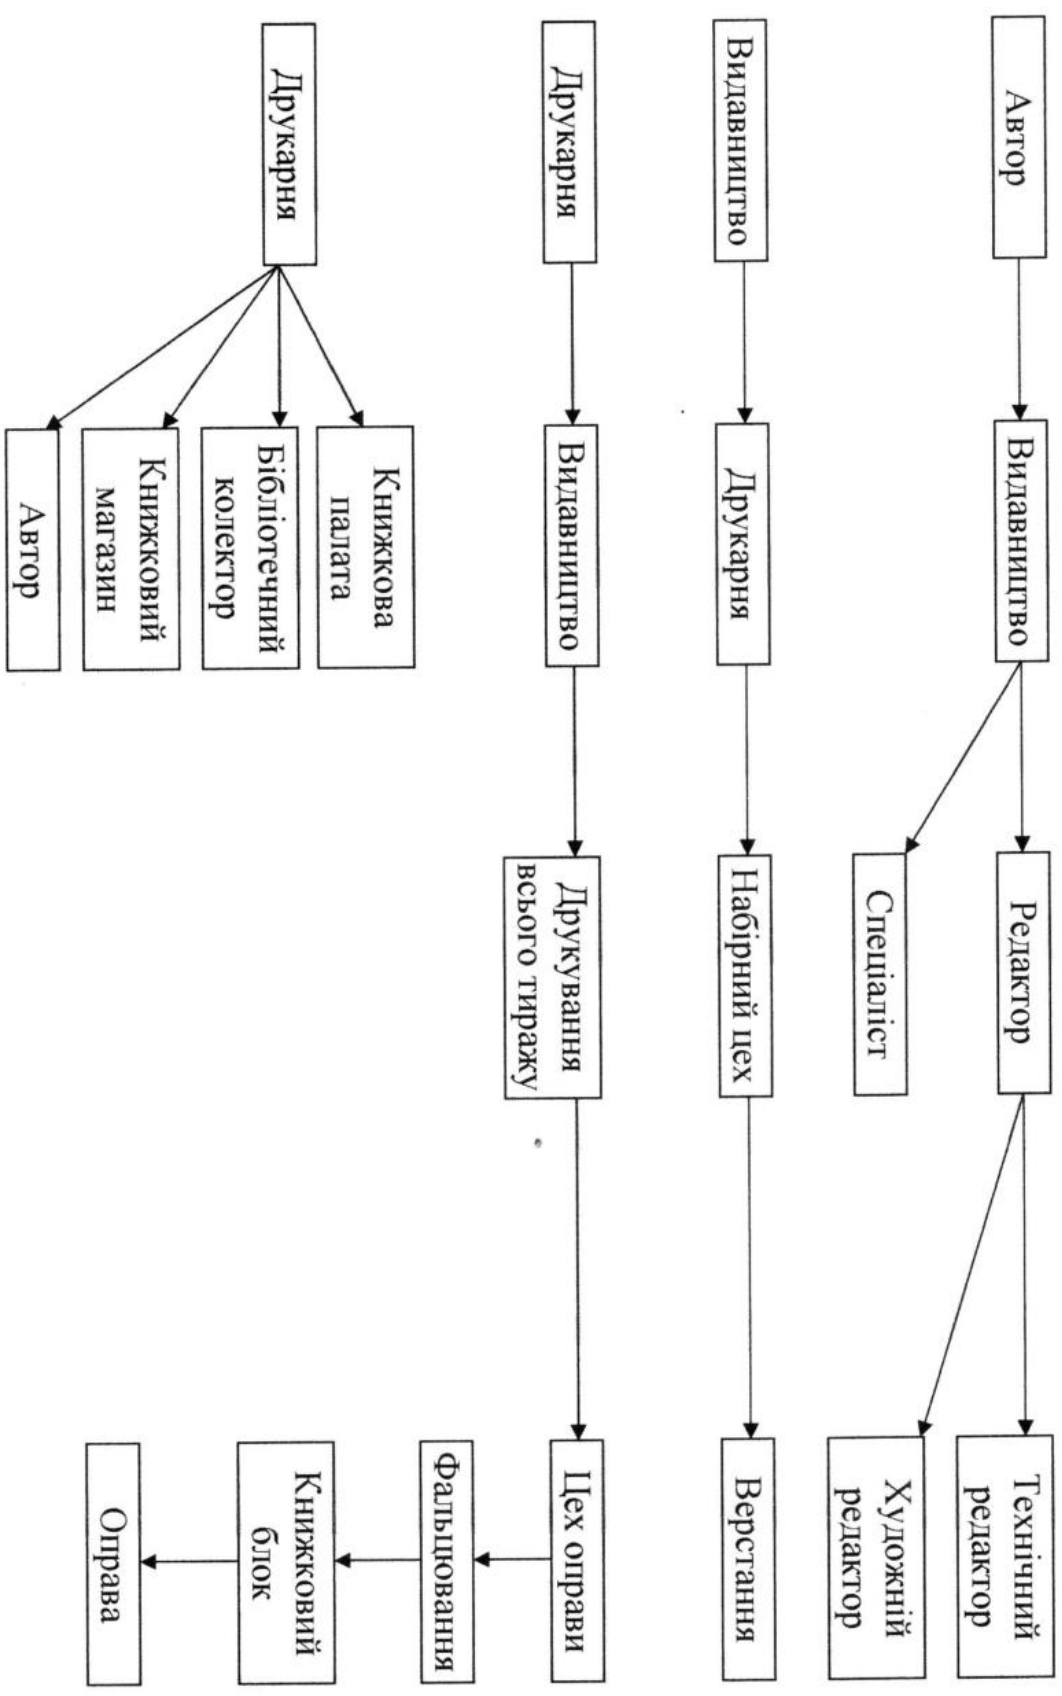 Автор
Видавництво
Редактор
Технічний
редактор
Спеціаліст
Художній
редактор
Видавництво
Друкарня
Набірний цех
Верстання
Друкарня
Видавництво
Друкування
всього тиражу
Цех оправи
Фальцювання
Книжковий
блок
Оправа
Друкарня
Книжкова
палата
Бібліотечний
колектор
Книжковий
магазин
Автор